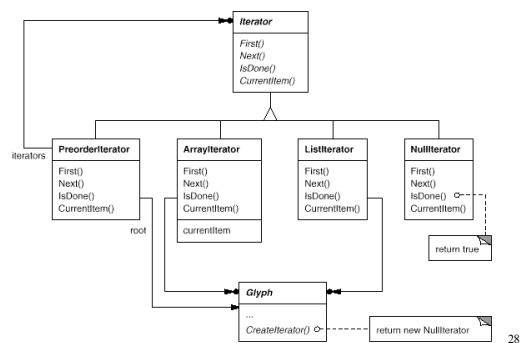 Iterator
First()
Next()
IsDone()
CurrentItem()
iterators
PreorderIterator
First()
Next()
IsDone()
CurrentItem()
root
ArrayIterator
First()
Next()
IsDone()
CurrentItem()
currentItem
ListIterator
First()
Next()
IsDone()
CurrentItem()
NullIterator
First()
Next()
IsDone()
CurrentItem()
return true
Glyph
...
CreateIterator()
return new NullIterator
28